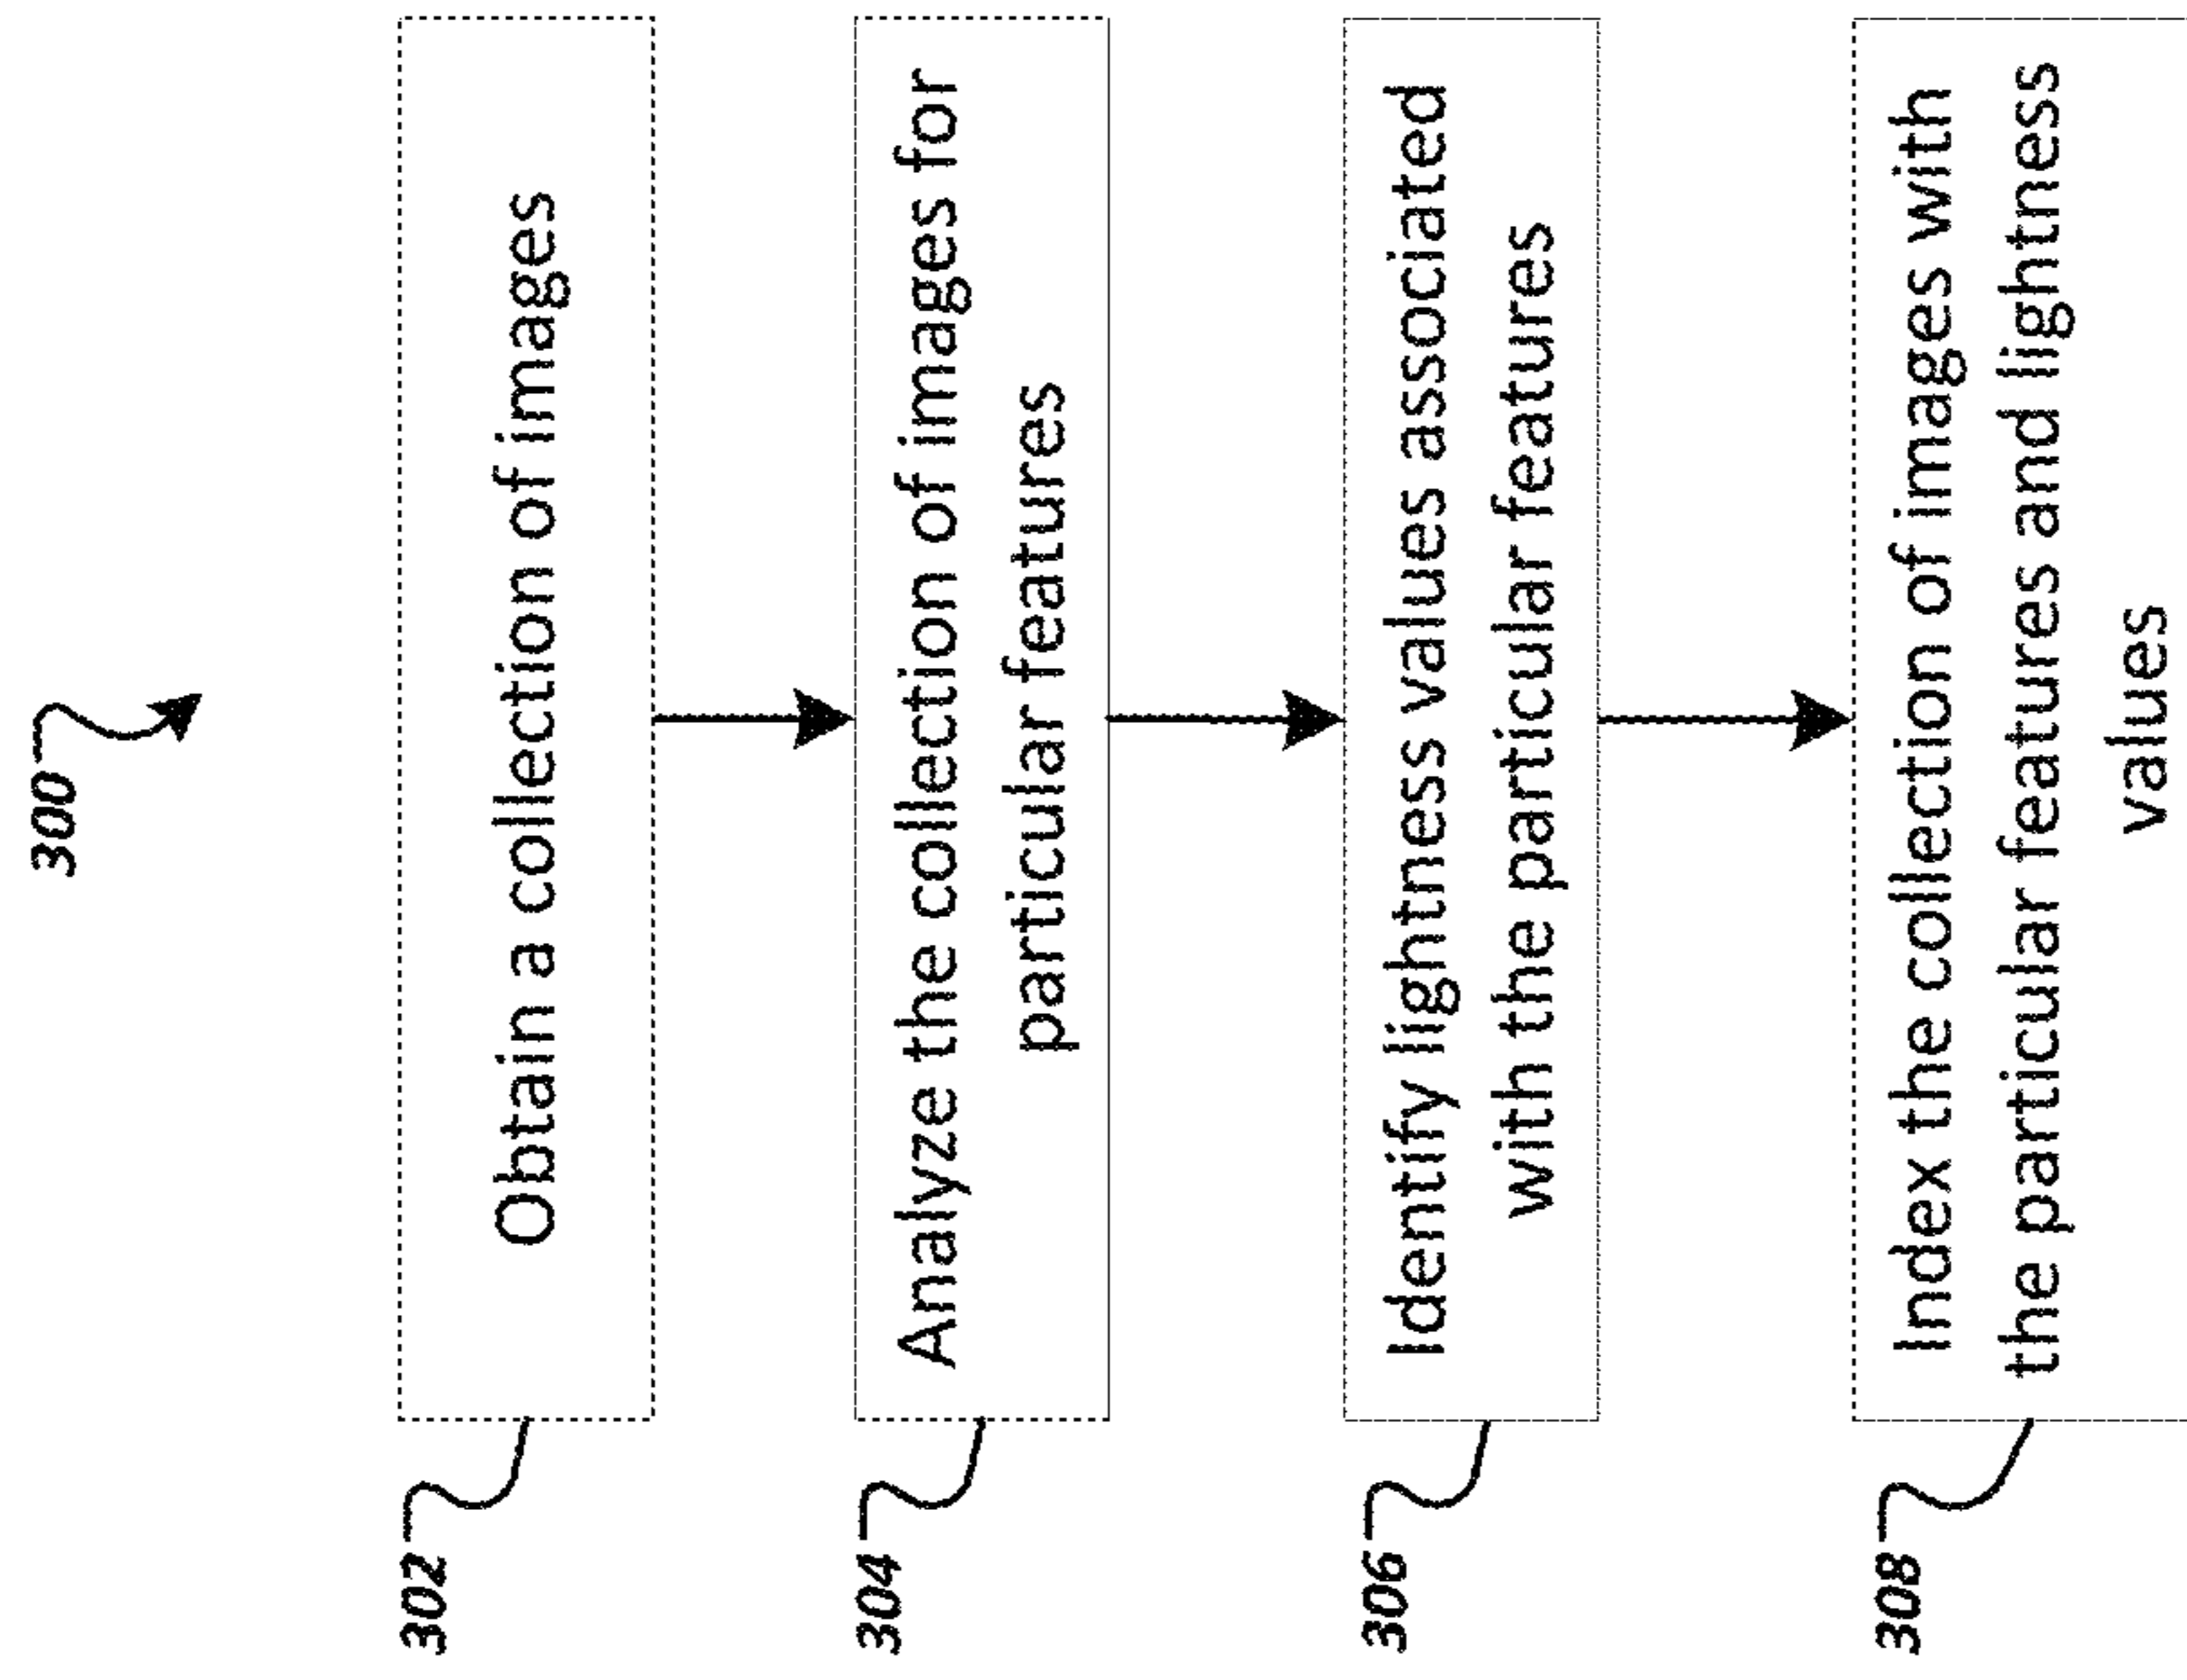 300
302
Obtain a collection of images
304
Analyze the collection of images for
particular features
306
Identify lightness values associated
with the particular features
308
Index the collection of images with
the particular features and lightness
values